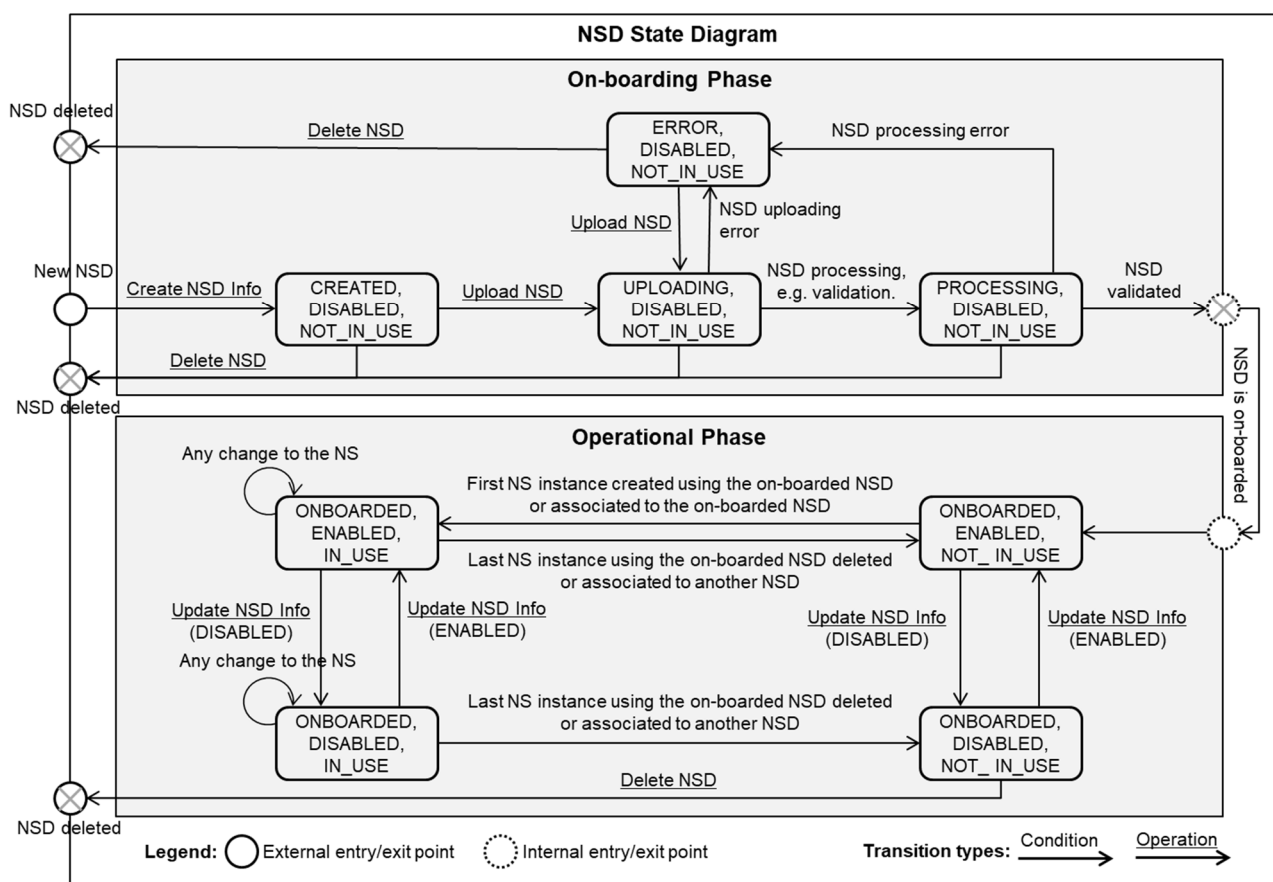 NSD State Diagram
On-boarding Phase
NSD deleted
Delete NSD
ERROR,
DISABLED,
NOT_IN_USE
NSD processing error
Upload NSD
NSD uploading
error
New NSD
Create NSD Info
CREATED,
DISABLED,
NOT_IN_USE
Upload NSD
UPLOADING,
DISABLED,
NOT_IN_USE
NSD processing,
e.g. validation.
PROCESSING,
DISABLED,
NOT_IN_USE
NSD
validated
Delete NSD
NSD deleted
NSD is on-boarded
Operational Phase
Any change to the NS
ONBOARDED,
ENABLED,
IN_USE
First NS instance created using the on-boarded NSD
or associated to the on-boarded NSD
Last NS instance using the on-boarded NSD deleted
or associated to another NSD
ONBOARDED,
ENABLED,
NOT_ IN_USE
Update NSD Info
(DISABLED)
Update NSD Info
(ENABLED)
Update NSD Info
(DISABLED)
Update NSD Info
(ENABLED)
Any change to the NS
ONBOARDED,
DISABLED,
IN_USE
Last NS instance using the on-boarded NSD deleted
or associated to another NSD
ONBOARDED,
DISABLED,
NOT_ IN_USE
Delete NSD
NSD deleted
Legend:
External entry/exit point
Internal entry/exit point
Transition types:
Condition
Operation